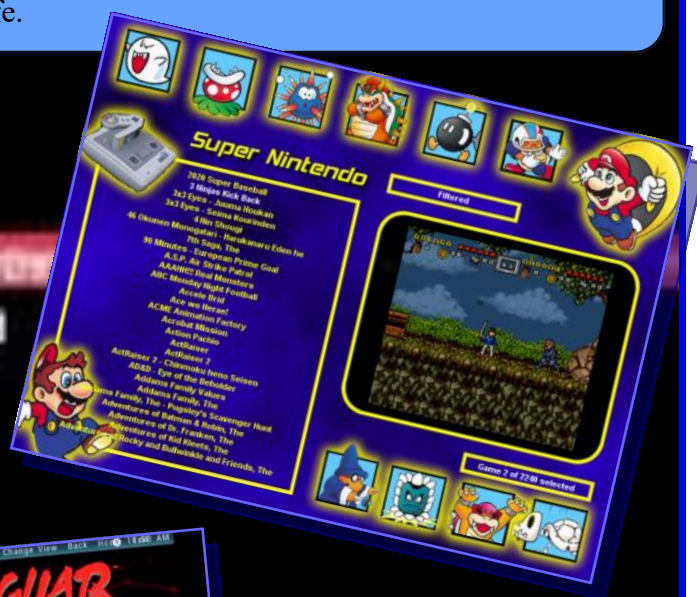 fe.
Super Nintendo
Filtered
2020 Super Baseball
3 Ninjas Kick Back
3x3 Eyes - Juuma Houkan
3x3 Eyes - Seima Kourinden
4 Nin Shougi
46 Okunen Monogatari - Harukanaru Eden he
7th Saga, The
90 Minutes - European Prime Goal
A.S.P. Air Strike Patrol
AAAHH!! Real Monsters
ABC Monday Night Football
Accele Brid
Ace wo Nerae!
ACME Animation Factory
Acrobat Mission
Action Pachio
ActRaiser
ActRaiser 2
ActRaiser 2 - Chinmoku heno Seisen
AD&D - Eye of the Beholder
Addams Family Values
Addams Family, The
Family, The - Pugsley's Scavenger Hunt
Adventures of Batman & Robin, The
Adventures of Dr. Franken, The
Adventures of Kid Kleets, The
Rocky and Bullwinkle and Friends, The
Game 2 of 2240 selected
Change View Back
AM